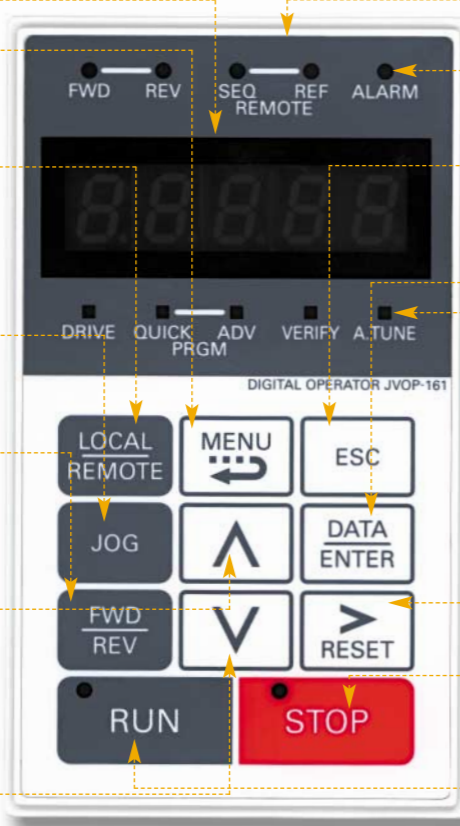 FWD REV SEQ REF ALARM
REMOTE
DRIVE QUICK ADV VERIFY A.TUNE
PRGM
DIGITAL OPERATOR JVOP-161
LOCAL
REMOTE
MENU
ESC
JOG
DATA
ENTER
FWD
REV
>
RESET
RUN
STOP